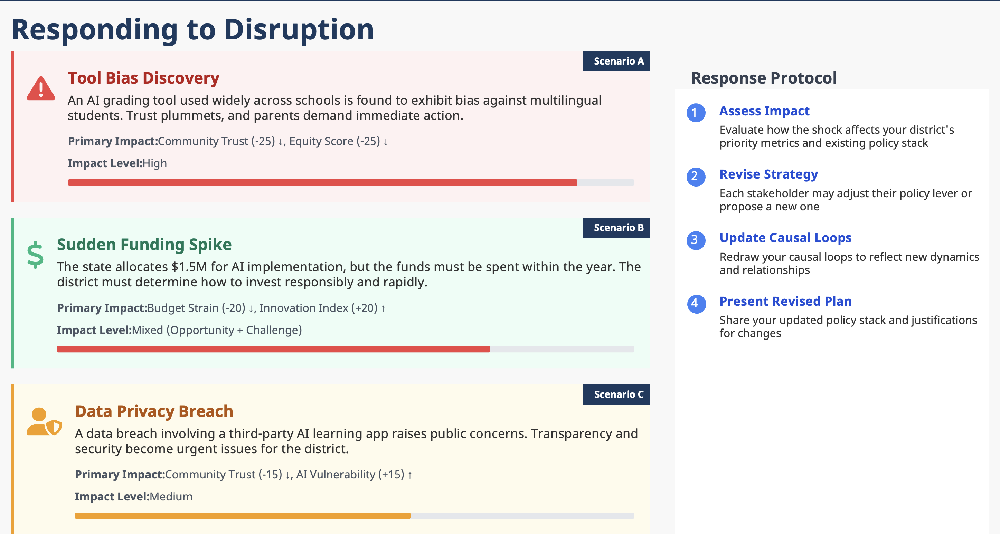 Responding to Disruption
Scenario A
Tool Bias Discovery
An AI grading tool used widely across schools is found to exhibit bias against multilingual
students. Trust plummets, and parents demand immediate action.
Primary Impact:Community Trust (-25) ↓, Equity Score (-25) ↓
Impact Level:High
Scenario B
Sudden Funding Spike
The state allocates $1.5M for AI implementation, but the funds must be spent within the year. The
district must determine how to invest responsibly and rapidly.
Primary Impact:Budget Strain (-20) ↓, Innovation Index (+20) ↑
Impact Level:Mixed (Opportunity + Challenge)
Scenario C
Data Privacy Breach
A data breach involving a third-party AI learning app raises public concerns. Transparency and
security become urgent issues for the district.
Primary Impact:Community Trust (-15) ↓, AI Vulnerability (+15) ↑
Impact Level:Medium
Response Protocol
1 Assess Impact
Evaluate how the shock affects your district's
priority metrics and existing policy stack
2 Revise Strategy
Each stakeholder may adjust their policy lever or
propose a new one
3 Update Causal Loops
Redraw your causal loops to reflect new dynamics
and relationships
4 Present Revised Plan
Share your updated policy stack and justifications
for changes